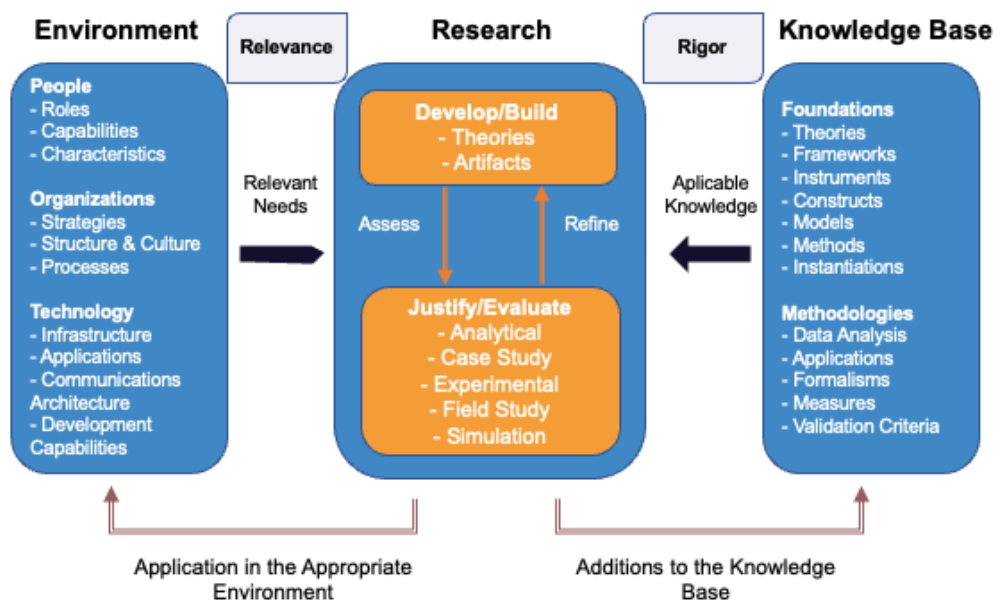 Environment
Relevance
Research
Rigor
Knowledge Base
People
- Roles
- Capabilities
- Characteristics
Organizations
- Strategies
- Structure & Culture
- Processes
Technology
- Infrastructure
- Applications
- Communications
Architecture
- Development
Capabilities
Relevant
Needs
Develop/Build
- Theories
- Artifacts
Assess
Refine
Justify/Evaluate
- Analytical
- Case Study
- Experimental
- Field Study
- Simulation
Aplicable
Knowledge
Foundations
- Theories
- Frameworks
- Instruments
- Constructs
- Models
- Methods
- Instantiations
Methodologies
- Data Analysis
- Applications
- Formalisms
- Measures
- Validation Criteria
Application in the Appropriate
Environment
Additions to the Knowledge
Base